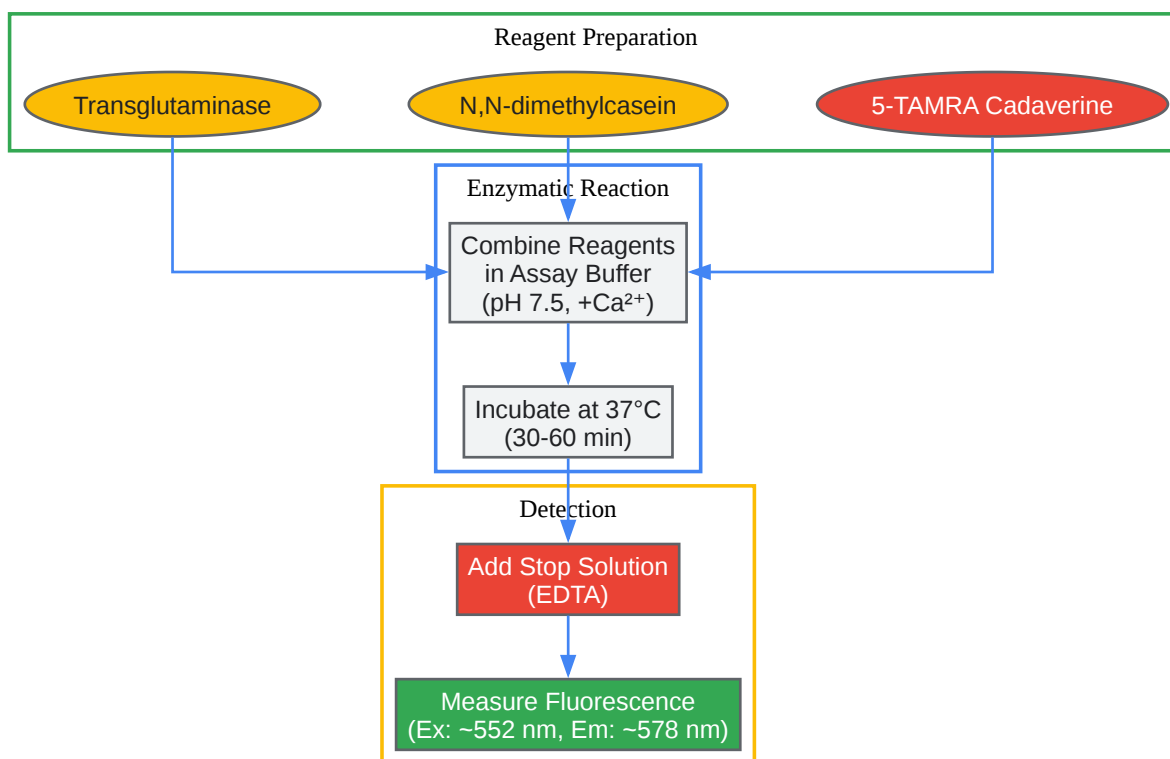 Reagent Preparation
Transglutaminase
N,N-dimethylcasein
5-TAMRA Cadaverine
Enzymatic Reaction
Combine Reagents
in Assay Buffer
(pH 7.5, +Ca²⁺)
Incubate at 37°C
(30-60 min)
Detection
Add Stop Solution
(EDTA)
Measure Fluorescence
(Ex: ~552 nm, Em: ~578 nm)